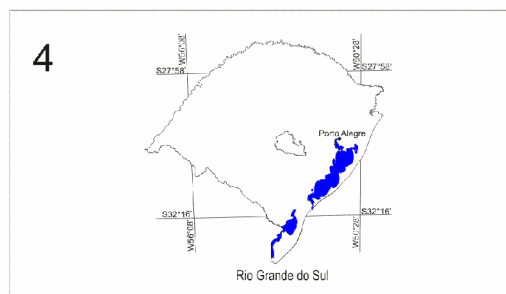 4
W56°08'
W50°28'
S27°58'
S27°58'
Porto Alegre
S32°16'
S32°16'
W56°08'
W50°28'
Rio Grande do Sul